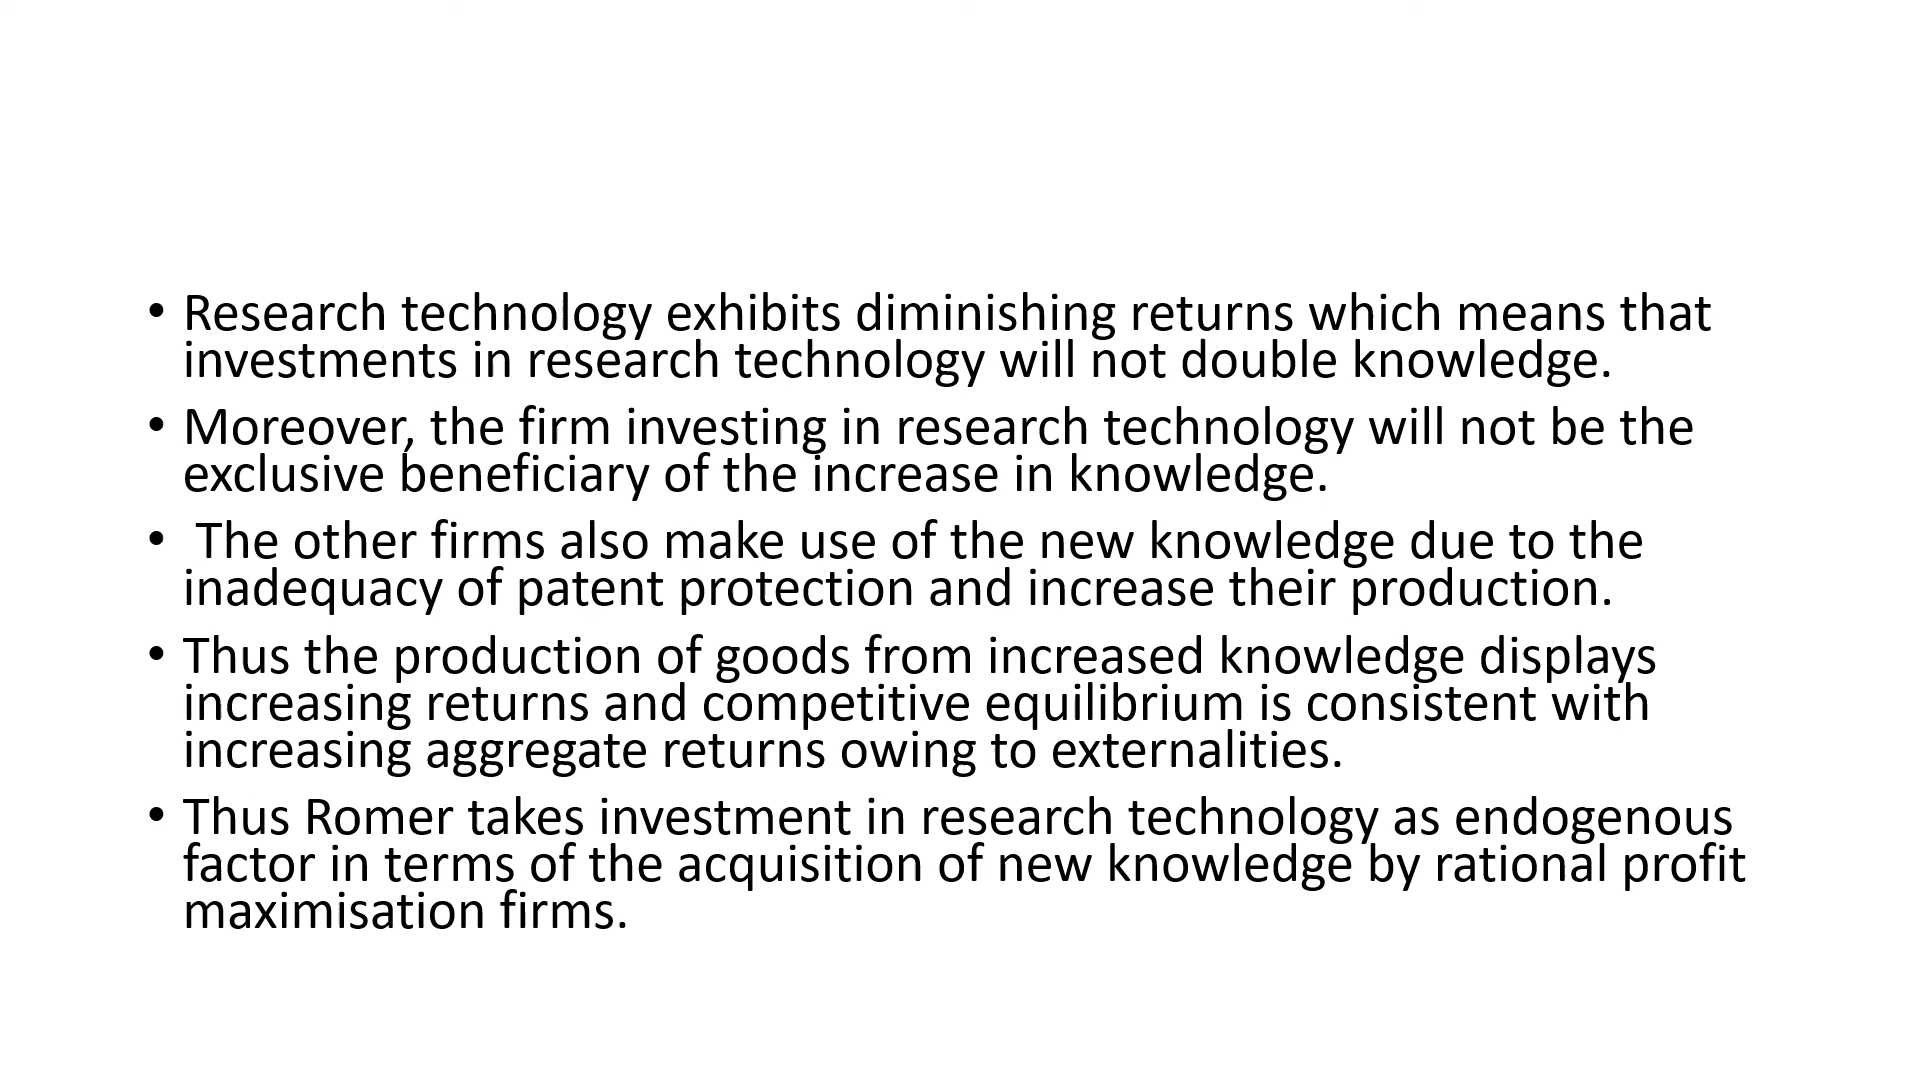 • Research technology exhibits diminishing returns which means that
investments in research technology will not double knowledge.
• Moreover, the firm investing in research technology will not be the
exclusive beneficiary of the increase in knowledge.
• The other firms also make use of the new knowledge due to the
inadequacy of patent protection and increase their production.
• Thus the production of goods from increased knowledge displays
increasing returns and competitive equilibrium is consistent with
increasing aggregate returns owing to externalities.
• Thus Romer takes investment in research technology as endogenous
factor in terms of the acquisition of new knowledge by rational profit
maximisation firms.